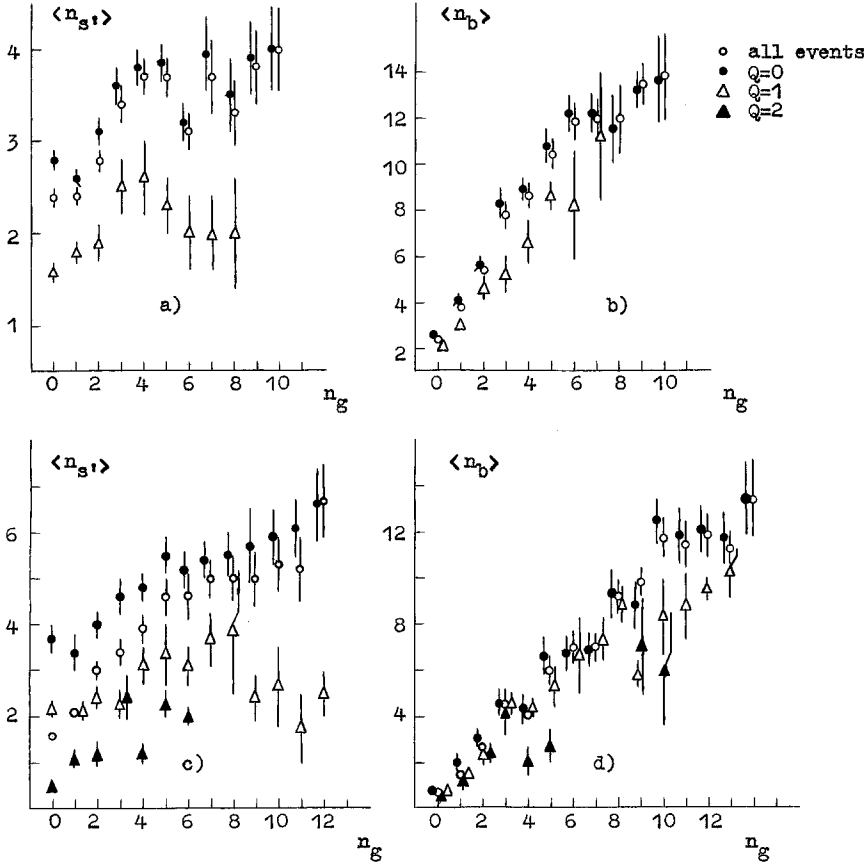 <n_s'>
4
3
2
1
a)
0 2 4 6 8 10
n_g
<n_b>
14
12
10
8
6
4
2
b)
0 2 4 6 8 10
n_g
all events
Q=0
Q=1
Q=2
<n_s'>
6
4
2
c)
0 2 4 6 8 10 12
n_g
<n_b>
12
8
4
d)
0 2 4 6 8 10 12
n_g